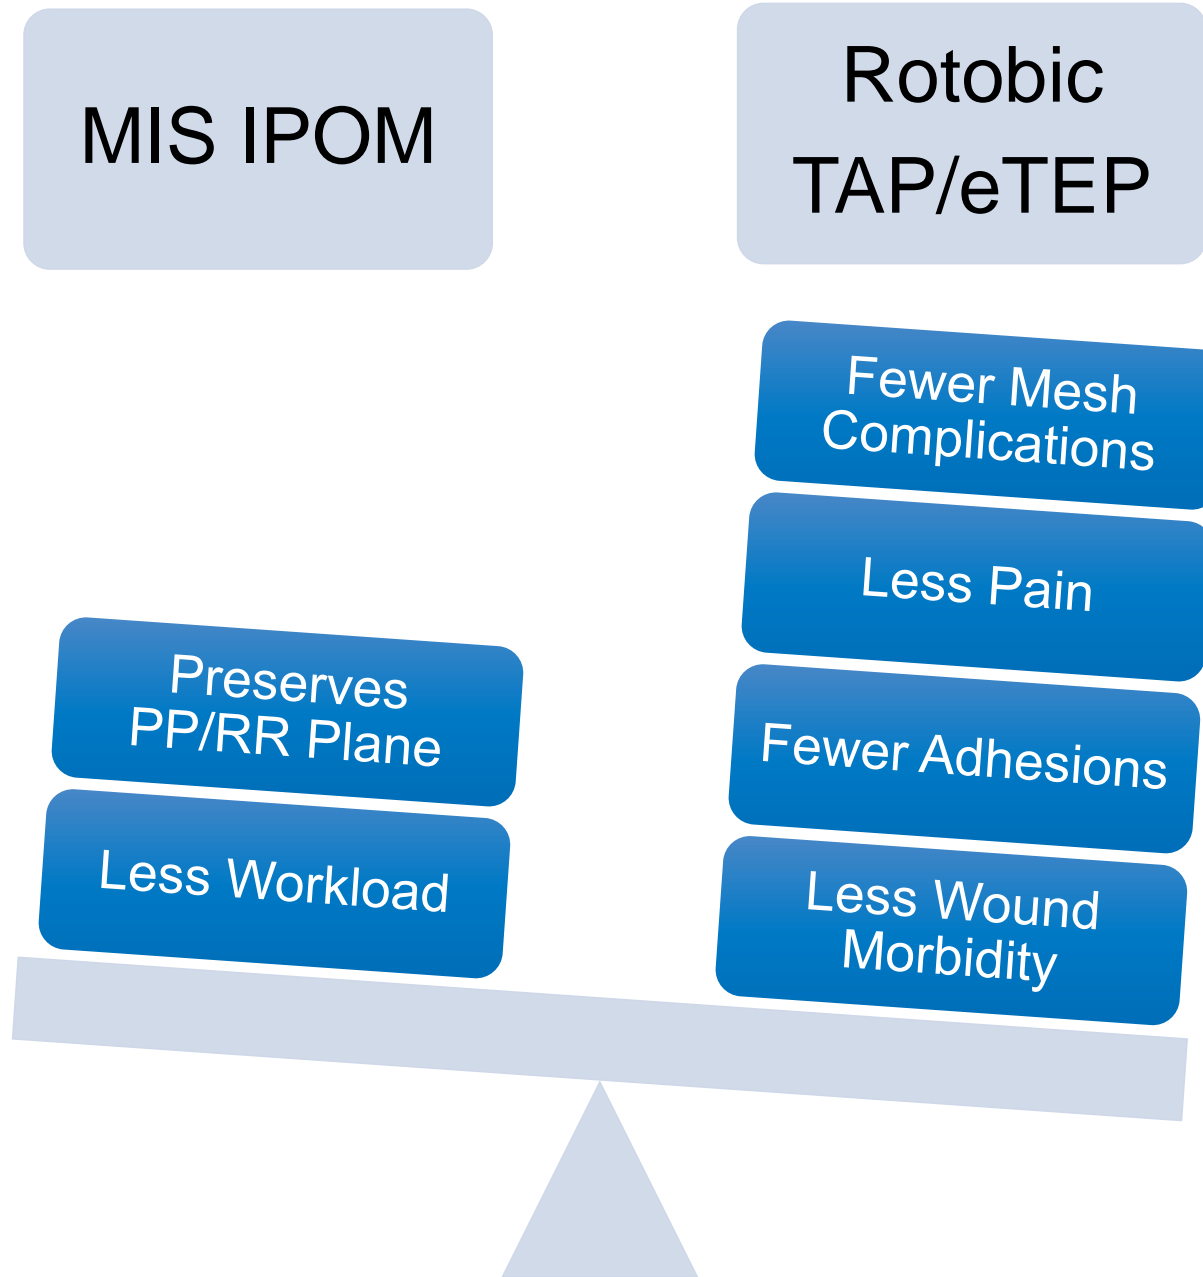 MIS IPOM
Rotobic
TAP/eTEP
Preserves
PP/RR Plane
Less Workload
Fewer Mesh
Complications
Less Pain
Fewer Adhesions
Less Wound
Morbidity